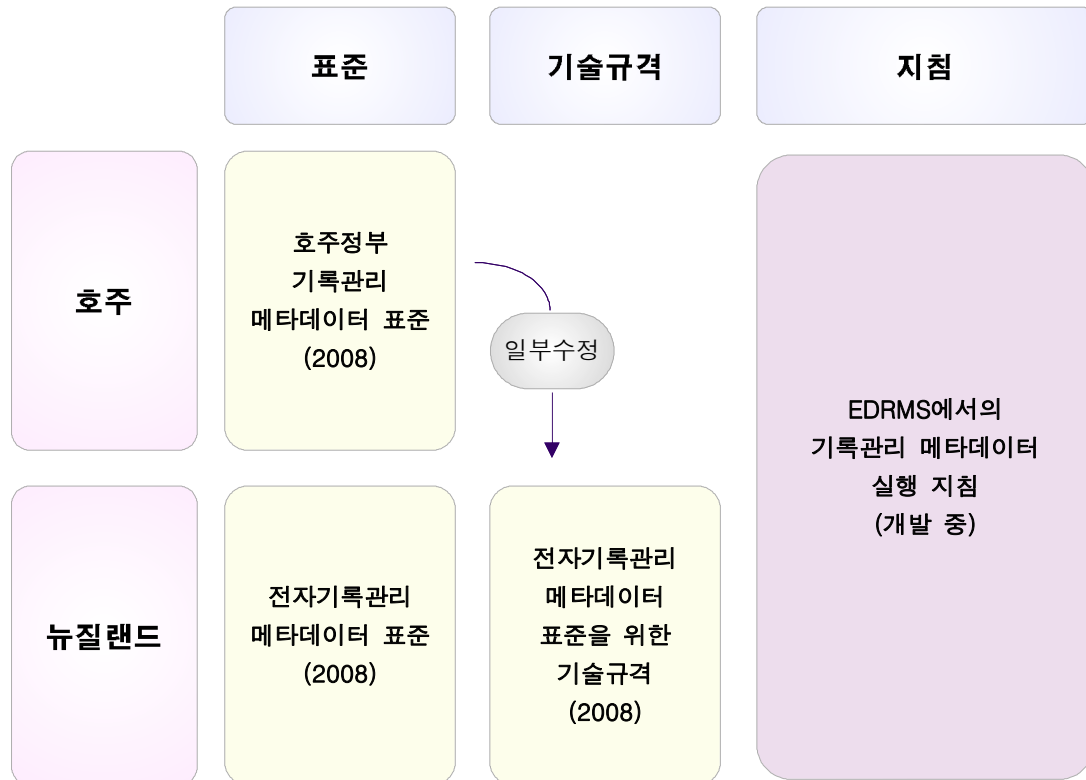 표준
기술규격
지침
호주
호주정부
기록관리
메타데이터 표준
(2008)
일부수정
EDRMS에서의
기록관리 메타데이터
실행 지침
(개발 중)
뉴질랜드
전자기록관리
메타데이터 표준
(2008)
전자기록관리
메타데이터
표준을 위한
기술규격
(2008)